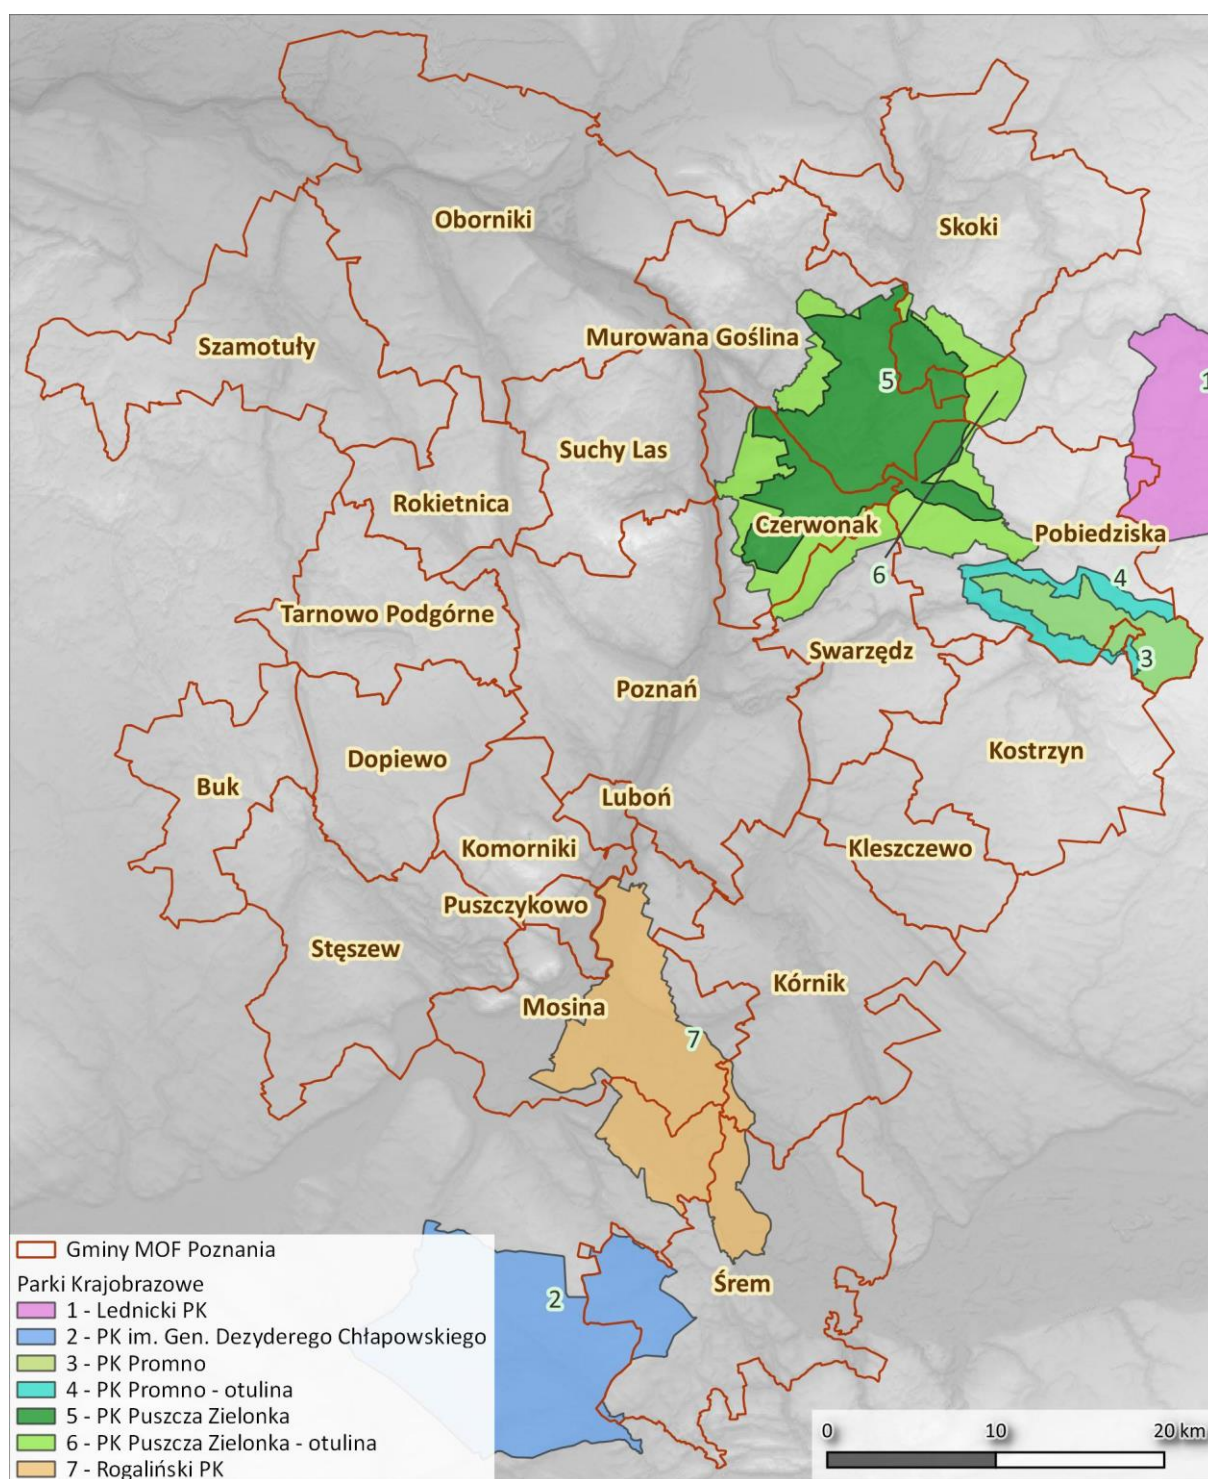 Oborniki
Skoki
Szamotuły
Murowana Goślina
5
1
Suchy Las
Rokietnica
Czerwonak
Pobiedziska
6
4
Tarnowo Podgórne
Swarzędz
3
Poznań
Dopiewo
Kostrzyn
Buk
Luboń
Komorniki
Kleszczewo
Puszczykowo
Stęszew
Kórnik
Mosina
7
Śrem
2
Gminy MOF Poznania
Parki Krajobrazowe
1 - Lednicki PK
2 - PK im. Gen. Dezyderego Chłapowskiego
3 - PK Promno
4 - PK Promno - otulina
5 - PK Puszcza Zielonka
6 - PK Puszcza Zielonka - otulina
7 - Rogaliński PK
0 10 20 km